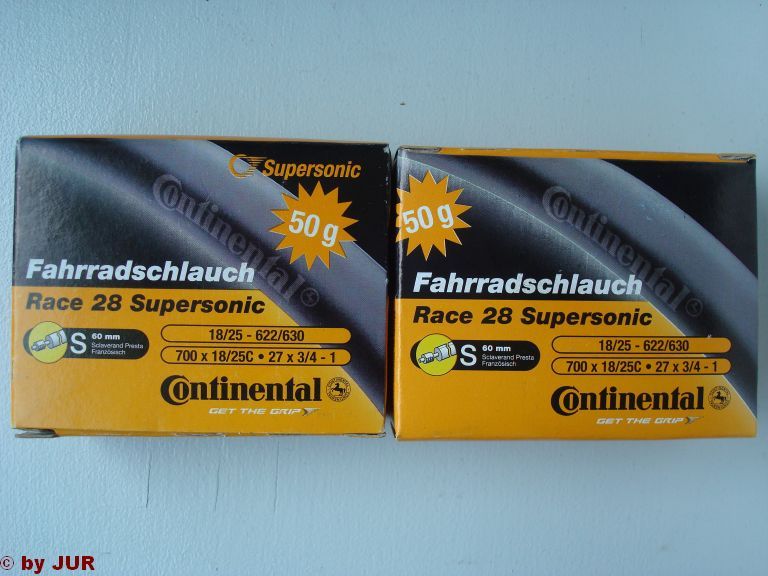 Supersonic
50 g
Continental
Fahrradschlauch
Race 28 Supersonic
S 60 mm
Sclaverand Presta
Französisch
18/25 - 622/630
700 x 18/25C • 27 x 3/4 - 1
Continental
GET THE GRIP
50 g
Continental
Fahrradschlauch
Race 28 Supersonic
S 60 mm
Sclaverand Presta
Französisch
18/25 - 622/630
700 x 18/25C • 27 x 3/4 - 1
Continental
GET THE GRIP
© by JUR